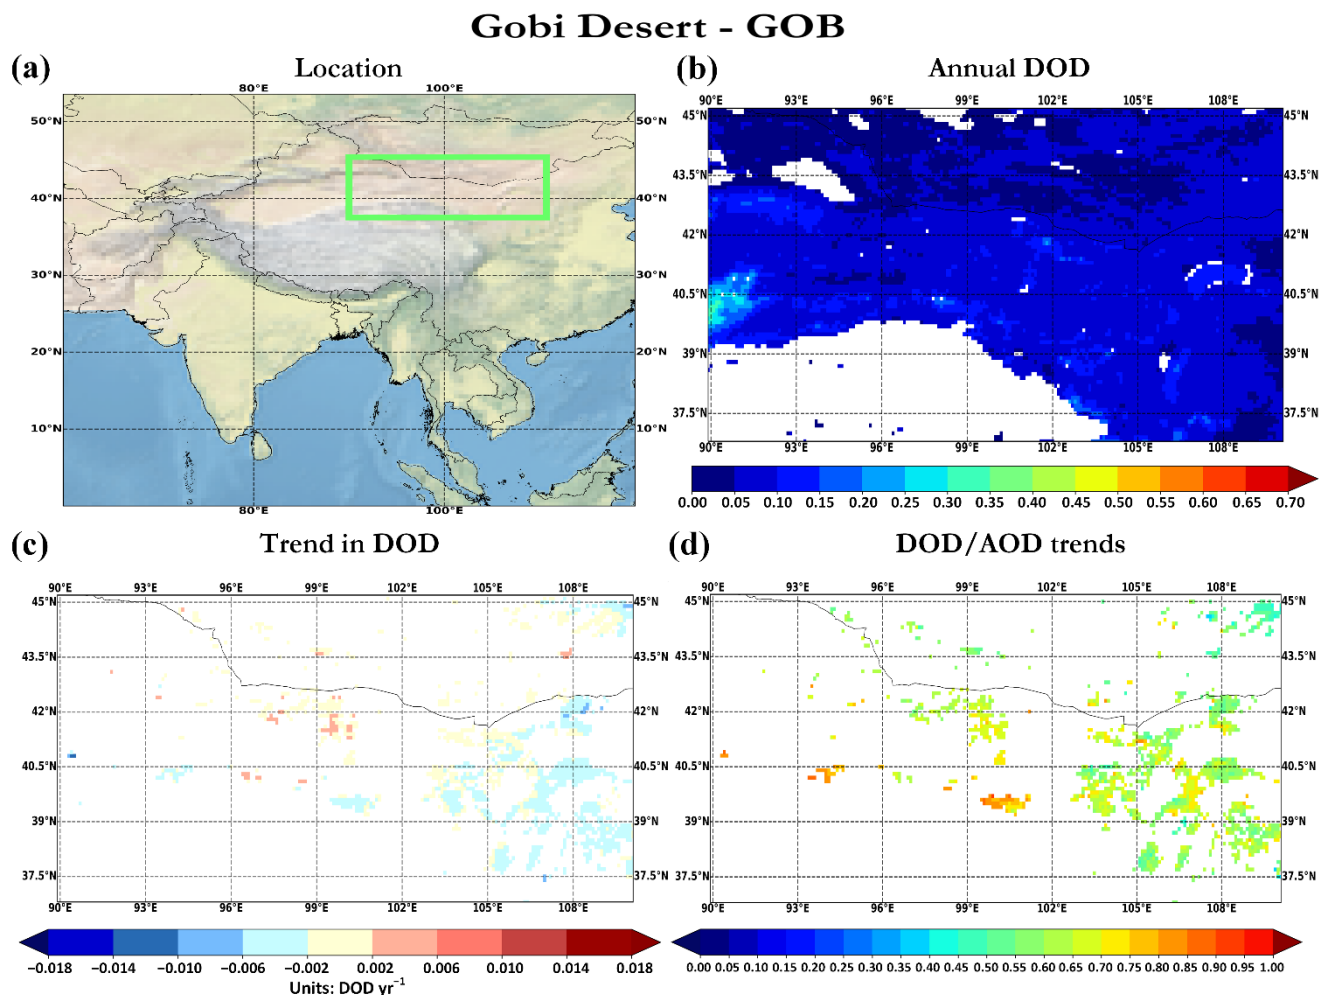 Gobi Desert - GOB
(a) Location
80°E 100°E
50°N
40°N 40°N
30°N 30°N
20°N 20°N
10°N 10°N
80°E 100°E
(b) Annual DOD
90°E 93°E 96°E 99°E 102°E 105°E 108°E
45°N 45°N
43.5°N 43.5°N
42°N 42°N
40.5°N 40.5°N
39°N 39°N
37.5°N 37.5°N
90°E 93°E 96°E 99°E 102°E 105°E 108°E
0.00 0.05 0.10 0.15 0.20 0.25 0.30 0.35 0.40 0.45 0.50 0.55 0.60 0.65 0.70
(c) Trend in DOD
90°E 93°E 96°E 99°E 102°E 105°E 108°E
45°N 45°N
43.5°N 43.5°N
42°N 42°N
40.5°N 40.5°N
39°N 39°N
37.5°N 37.5°N
90°E 93°E 96°E 99°E 102°E 105°E 108°E
−0.018 −0.014 −0.010 −0.006 −0.002 0.002 0.006 0.010 0.014 0.018
Units: DOD yr⁻¹
(d) DOD/AOD trends
90°E 93°E 96°E 99°E 102°E 105°E 108°E
45°N 45°N
43.5°N 43.5°N
42°N 42°N
40.5°N 40.5°N
39°N 39°N
37.5°N 37.5°N
90°E 93°E 96°E 99°E 102°E 105°E 108°E
0.00 0.05 0.10 0.15 0.20 0.25 0.30 0.35 0.40 0.45 0.50 0.55 0.60 0.65 0.70 0.75 0.80 0.85 0.90 0.95 1.00